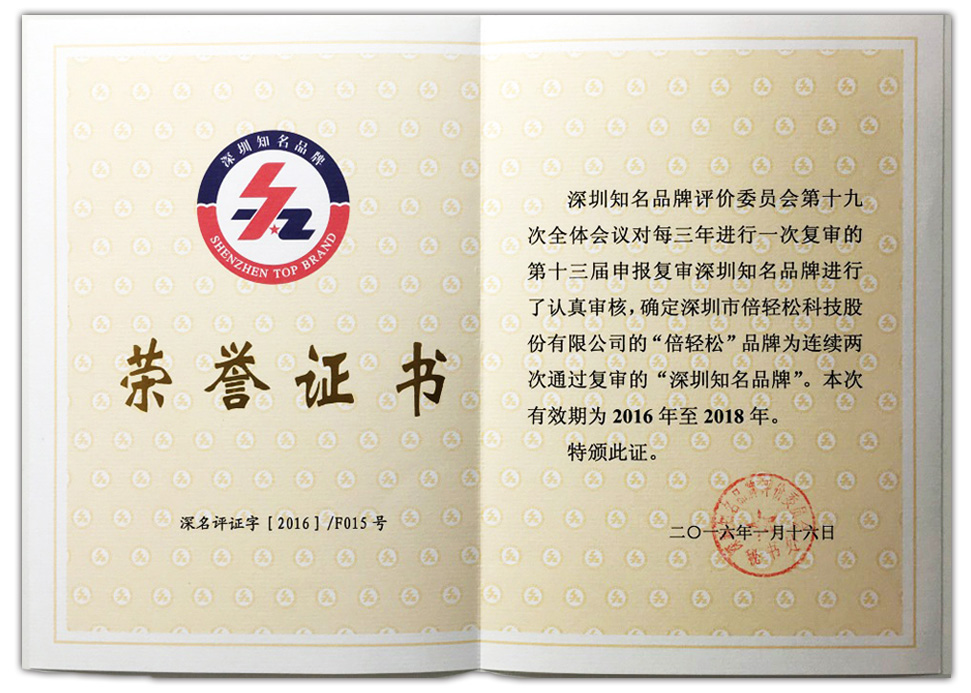 深圳知名品牌
SHENZHEN TOP BRAND
荣誉证书
深名评证字［2016］/F015号
深圳知名品牌评价委员会第十九
次全体会议对每三年进行一次复审的
第十三届申报复审深圳知名品牌进行
了认真审核，确定深圳市倍轻松科技股
份有限公司的“倍轻松”品牌为连续两
次通过复审的“深圳知名品牌”。本次
有效期为2016年至2018年。
特颁此证。
二〇一六年一月十六日